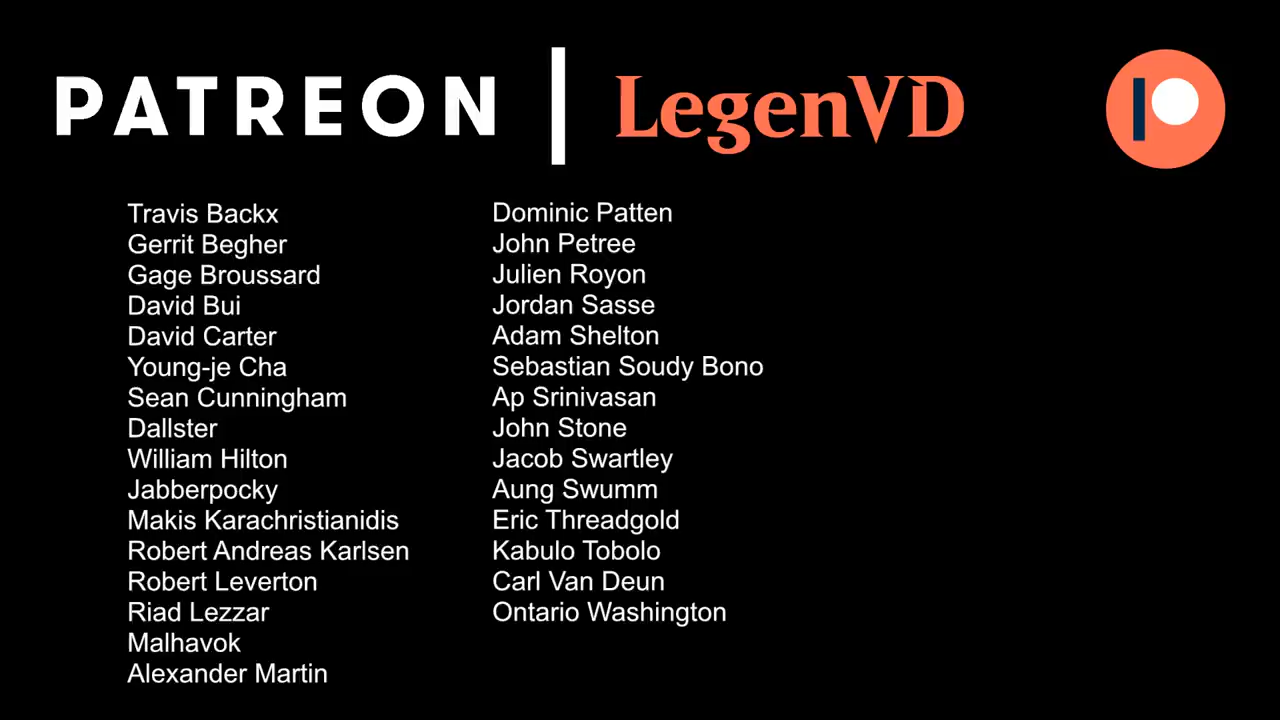 PATREON | LegenVD
Travis Backx
Gerrit Begher
Gage Broussard
David Bui
David Carter
Young-je Cha
Sean Cunningham
Dallster
William Hilton
Jabberpocky
Makis Karachristianidis
Robert Andreas Karlsen
Robert Leverton
Riad Lezzar
Malhavok
Alexander Martin
Dominic Patten
John Petree
Julien Royon
Jordan Sasse
Adam Shelton
Sebastian Soudy Bono
Ap Srinivasan
John Stone
Jacob Swartley
Aung Swumm
Eric Threadgold
Kabulo Tobolo
Carl Van Deun
Ontario Washington